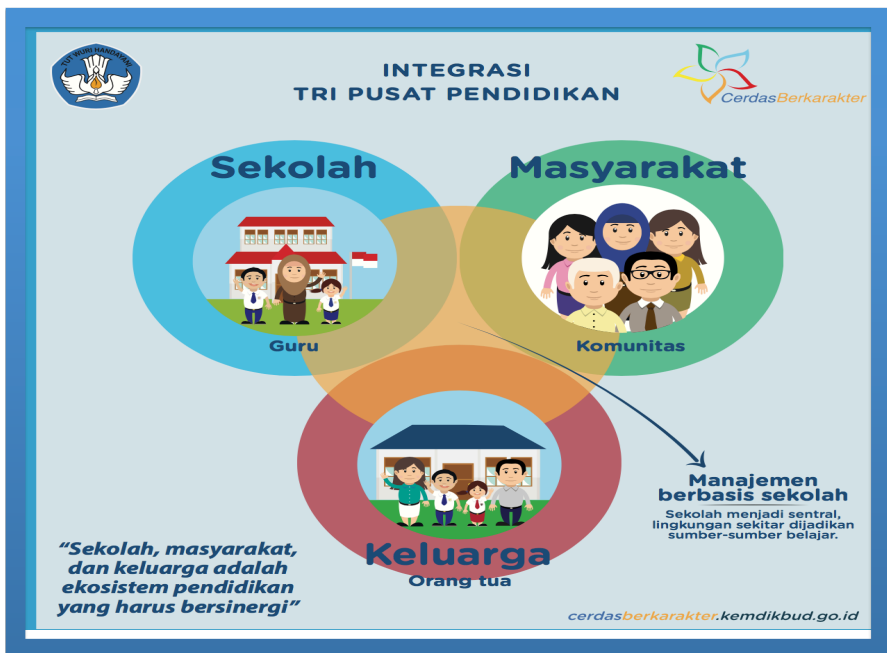 TUT WURI HANDAYANI
INTEGRASI
TRI PUSAT PENDIDIKAN
CerdasBerkarakter
Sekolah
Guru
Masyarakat
Komunitas
Keluarga
Orang tua
Manajemen
berbasis sekolah
Sekolah menjadi sentral,
lingkungan sekitar dijadikan
sumber-sumber belajar.
“Sekolah, masyarakat,
dan keluarga adalah
ekosistem pendidikan
yang harus bersinergi”
cerdasberkarakter.kemdikbud.go.id